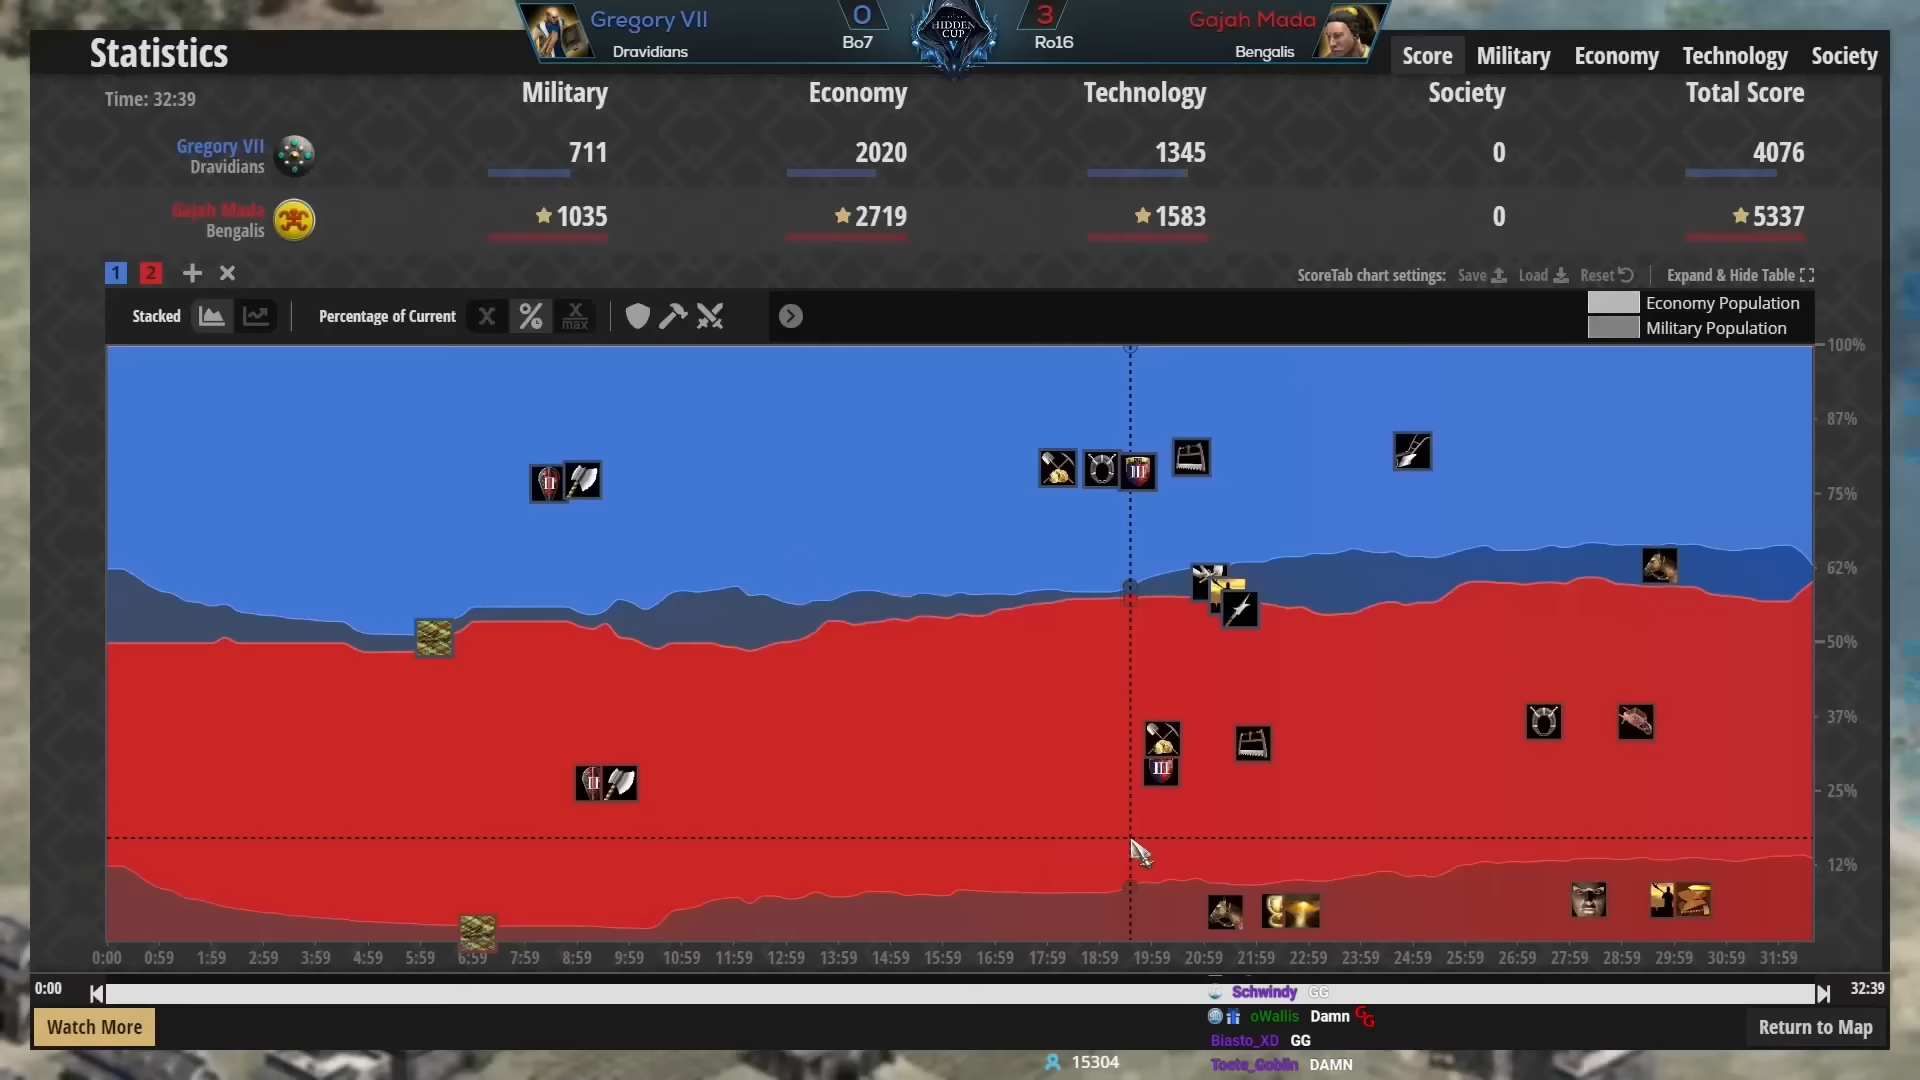 Gregory VII 0 HIDDEN CUP V 3 Gajah Mada
Dravidians Bo7 Ro16 Bengalis
Statistics Score Military Economy Technology Society
Time: 32:39 Military Economy Technology Society Total Score
Gregory VII
Dravidians
711 2020 1345 0 4076
Gajah Mada
Bengalis
1035 2719 1583 0 5337
1 2
ScoreTab chart settings: Save Load Reset Expand & Hide Table
Stacked Percentage of Current X % X max
Economy Population
Military Population
100%
87%
75%
62%
50%
37%
25%
12%
II III
III
II
0:00 0:59 1:59 2:59 3:59 4:59 5:59 6:59 7:59 8:59 9:59 10:59 11:59 12:59 13:59 14:59 15:59 16:59 17:59 18:59 19:59 20:59 21:59 22:59 23:59 24:59 25:59 26:59 27:59 28:59 29:59 30:59 31:59
0:00 32:39
Schwindy GG
oWallis Damn GG
Watch More Return to Map
Biasto_XD GG
15304
Toete_Goblin DAMN